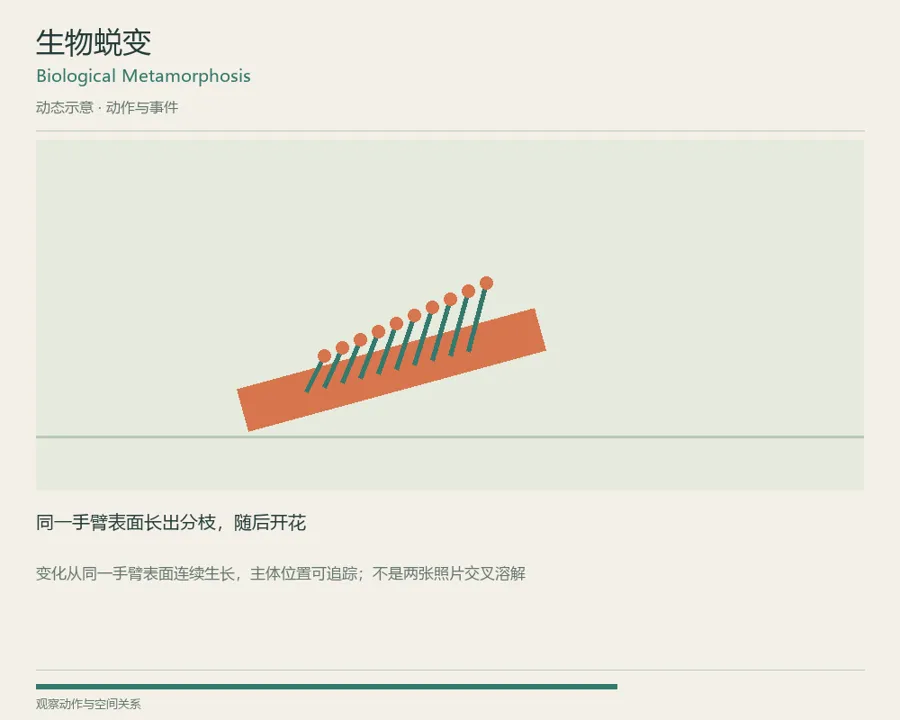 生物蜕变
Biological Metamorphosis
动态示意 · 动作与事件
同一手臂表面长出分枝，随后开花
变化从同一手臂表面连续生长，主体位置可追踪；不是两张照片交叉溶解
观察动作与空间关系